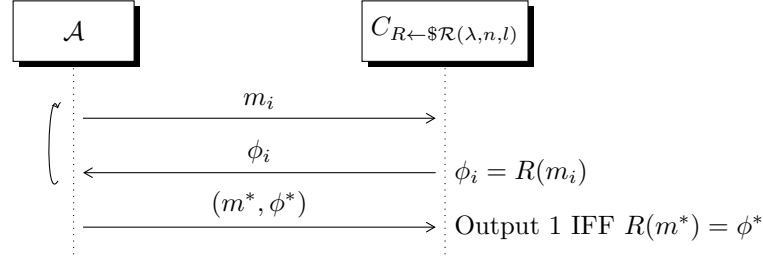 𝒜
C_{R←$ℛ(λ,n,l)}
m_i
ϕ_i
ϕ_i = R(m_i)
(m*, ϕ*)
Output 1 IFF R(m*) = ϕ*